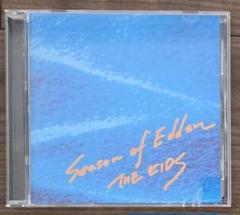 Season of Edden
THE EIDS